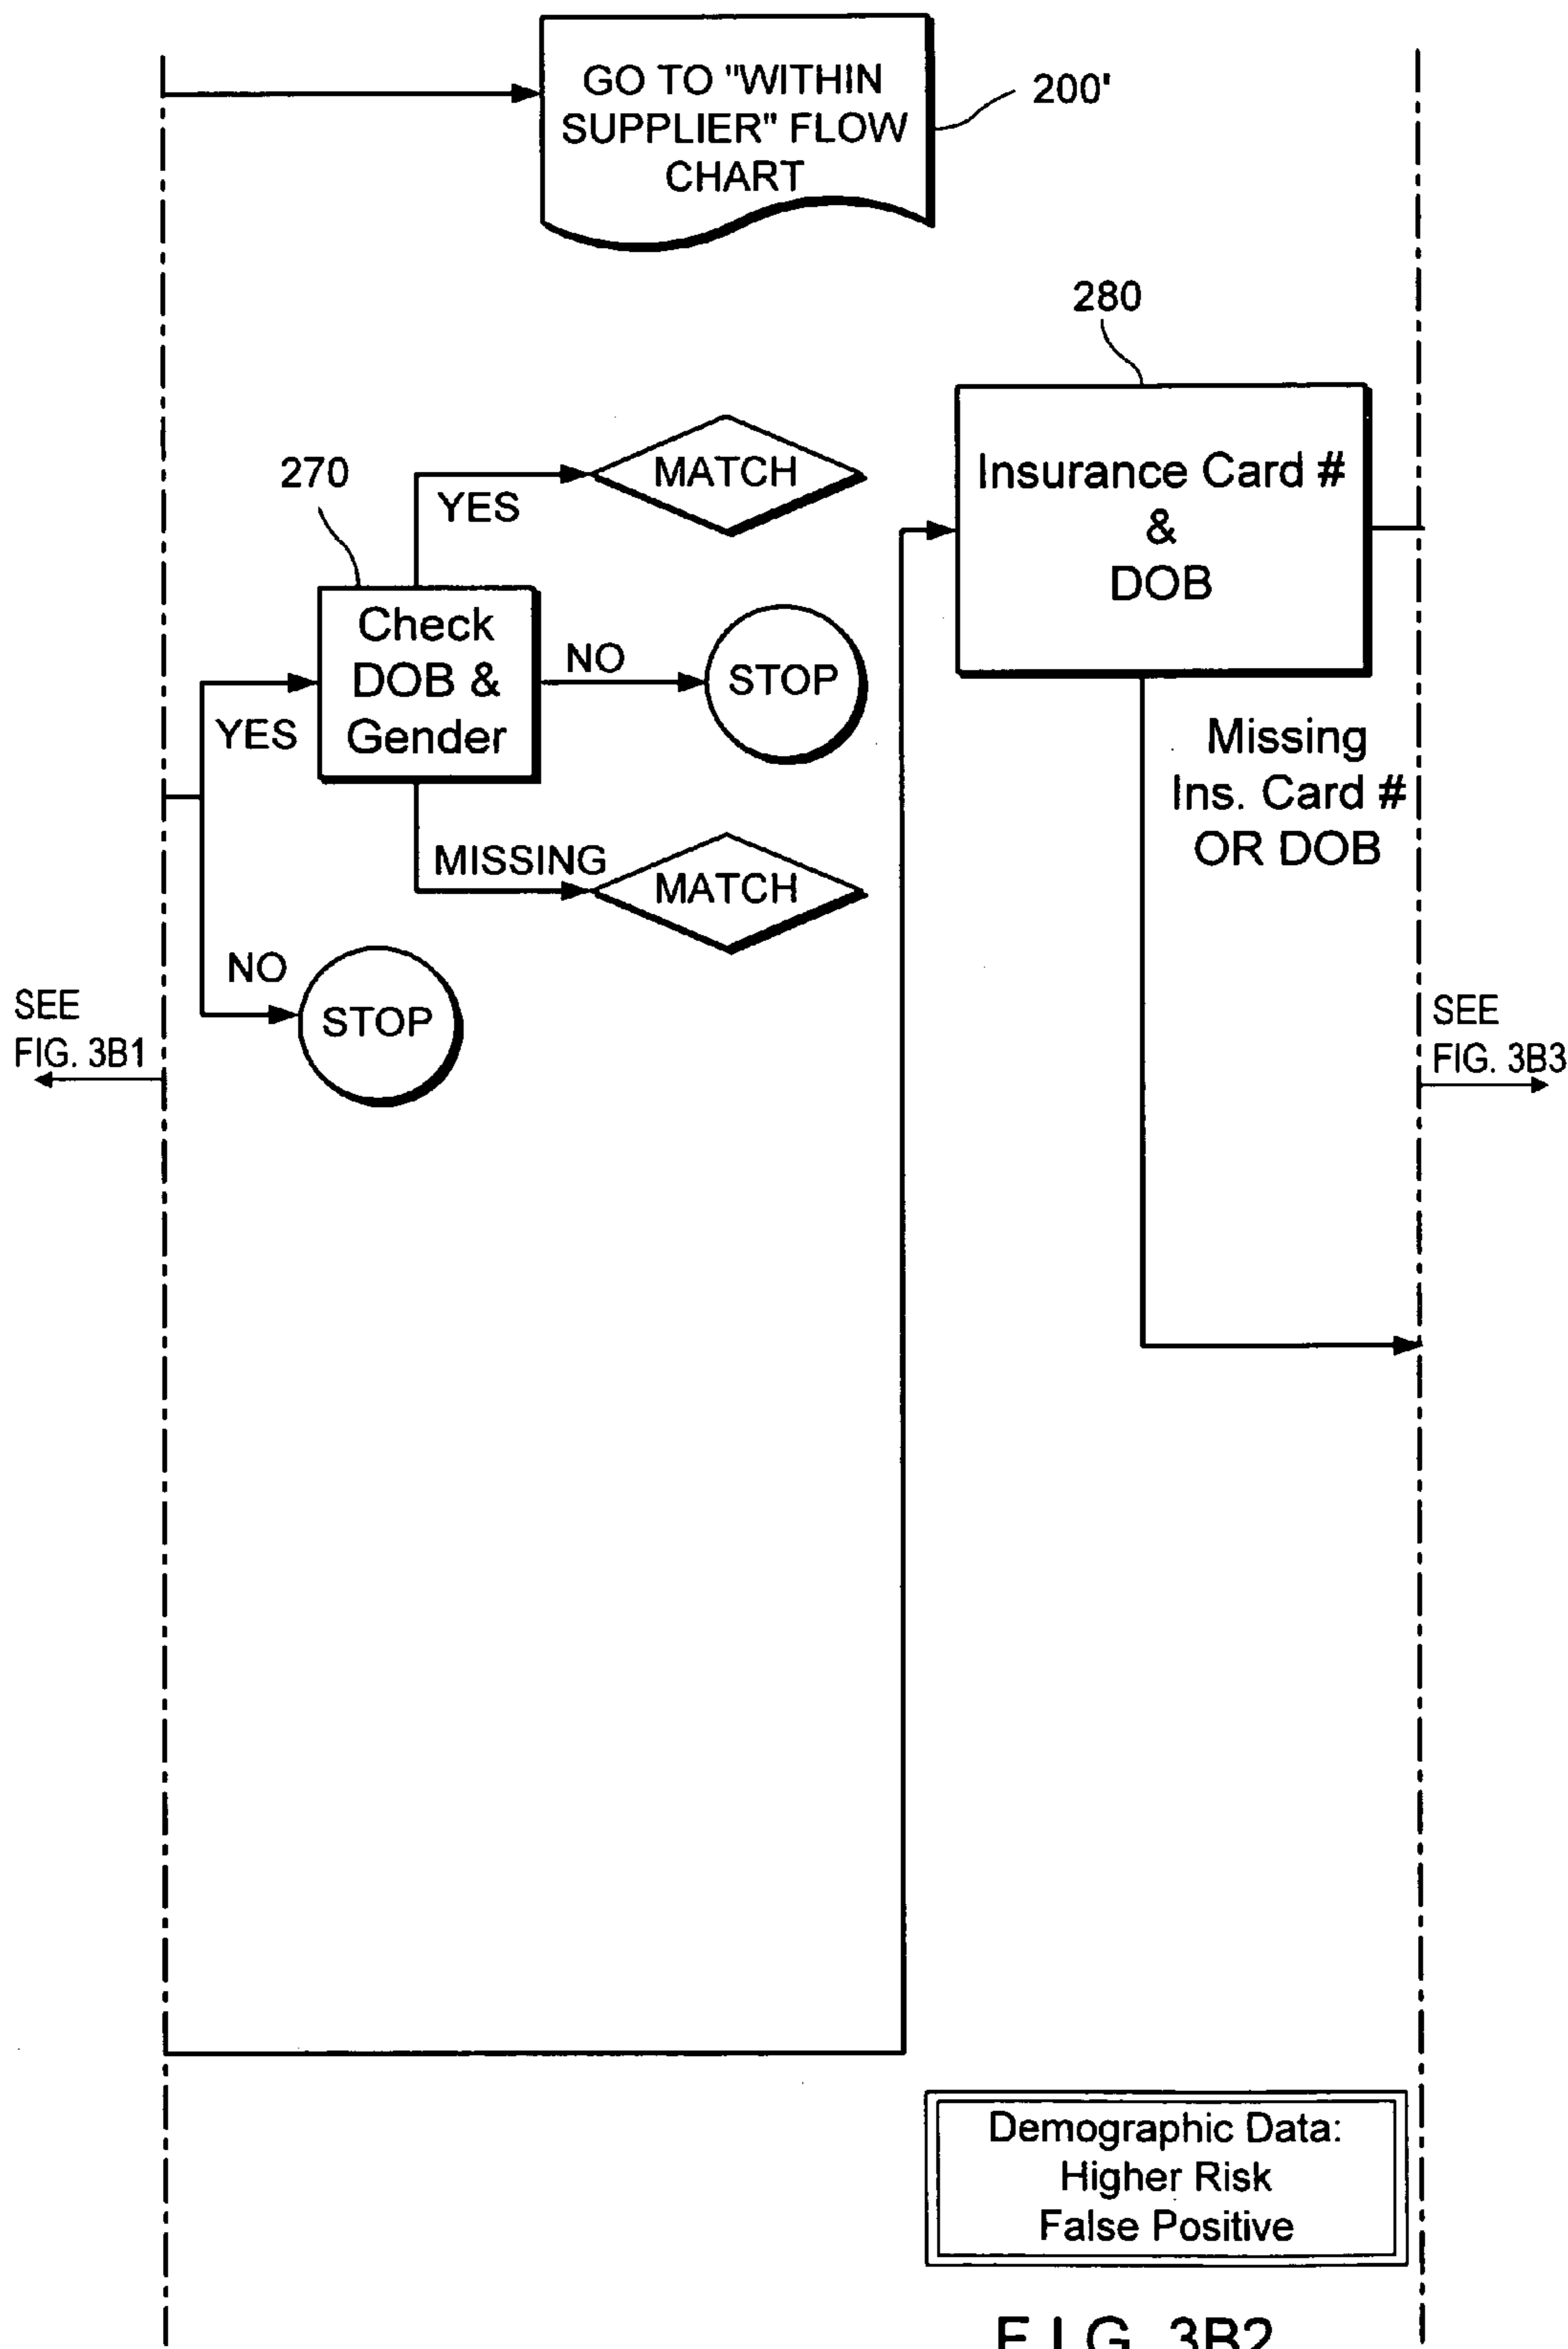 GO TO "WITHIN
SUPPLIER" FLOW
CHART
200'
280
270
YES
MATCH
Insurance Card #
&
DOB
Check
DOB &
Gender
NO
STOP
YES
Missing
Ins. Card #
OR DOB
MISSING
MATCH
NO
STOP
SEE
FIG. 3B1
SEE
FIG. 3B3
Demographic Data:
Higher Risk
False Positive
FIG. 3B2